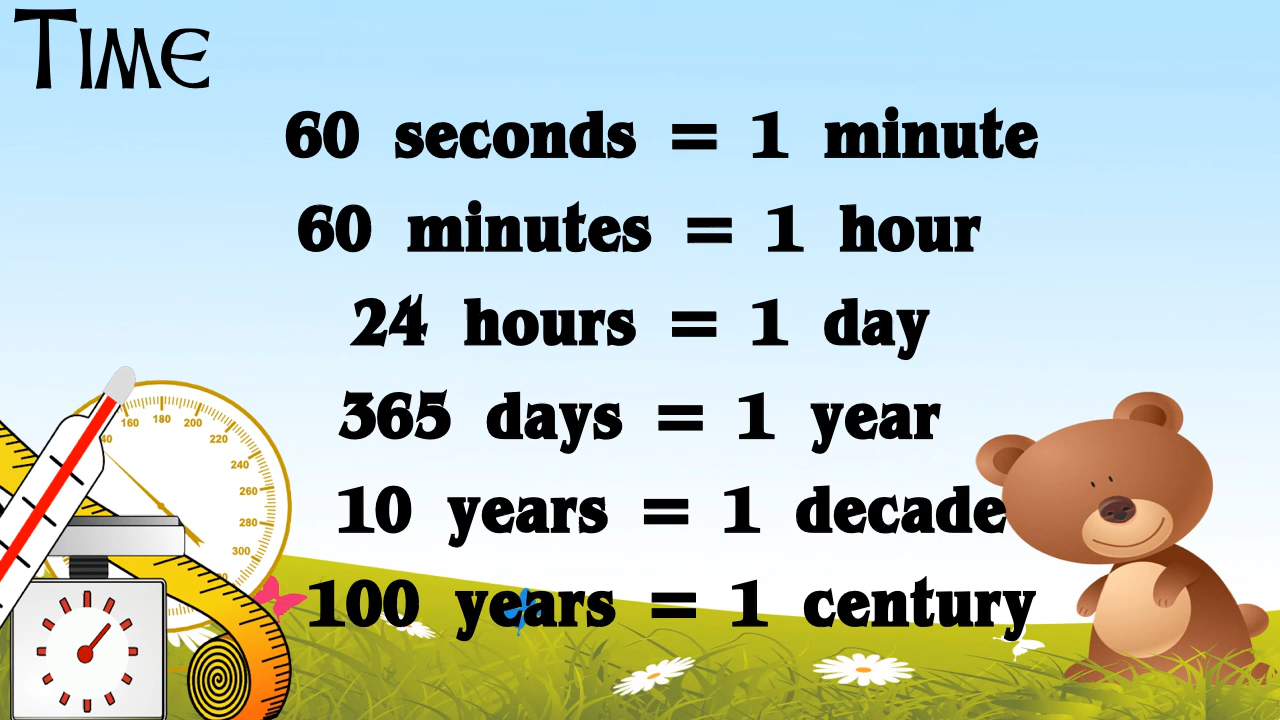 Time
60 seconds = 1 minute
60 minutes = 1 hour
24 hours = 1 day
365 days = 1 year
10 years = 1 decade
100 years = 1 century
160 180 200
220
240
260
280
300